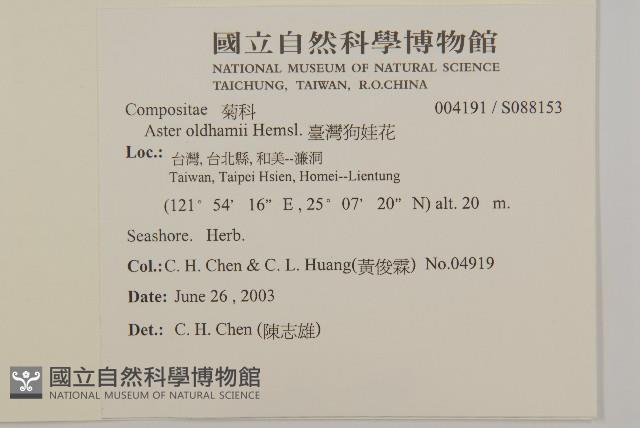 國立自然科學博物館
NATIONAL MUSEUM OF NATURAL SCIENCE
TAICHUNG, TAIWAN, R.O.CHINA
Compositae 菊科 004191 / S088153
Aster oldhamii Hemsl. 臺灣狗娃花
Loc.: 台灣, 台北縣, 和美--濂洞
Taiwan, Taipei Hsien, Homei--Lientung
(121° 54’ 16” E , 25° 07’ 20” N) alt. 20 m.
Seashore. Herb.
Col.: C. H. Chen & C. L. Huang(黃俊霖) No.04919
Date: June 26 , 2003
Det.: C. H. Chen (陳志雄)
國立自然科學博物館
NATIONAL MUSEUM OF NATURAL SCIENCE